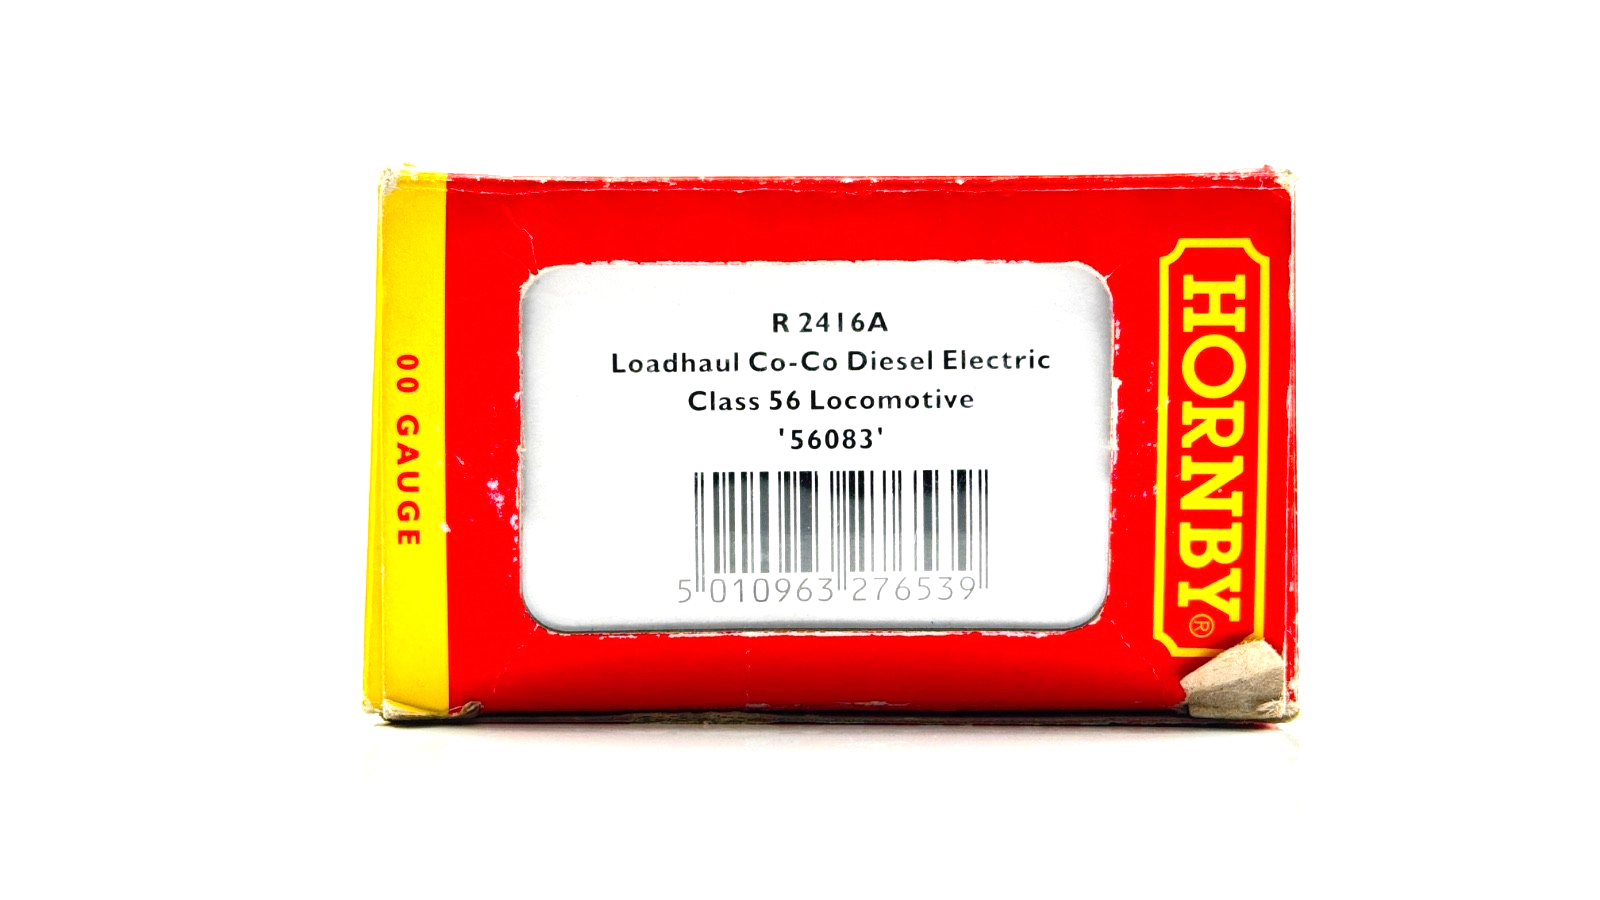 00 GAUGE
R 2416A
Loadhaul Co-Co Diesel Electric
Class 56 Locomotive
'56083'
5 010963 276539
HORNBY®